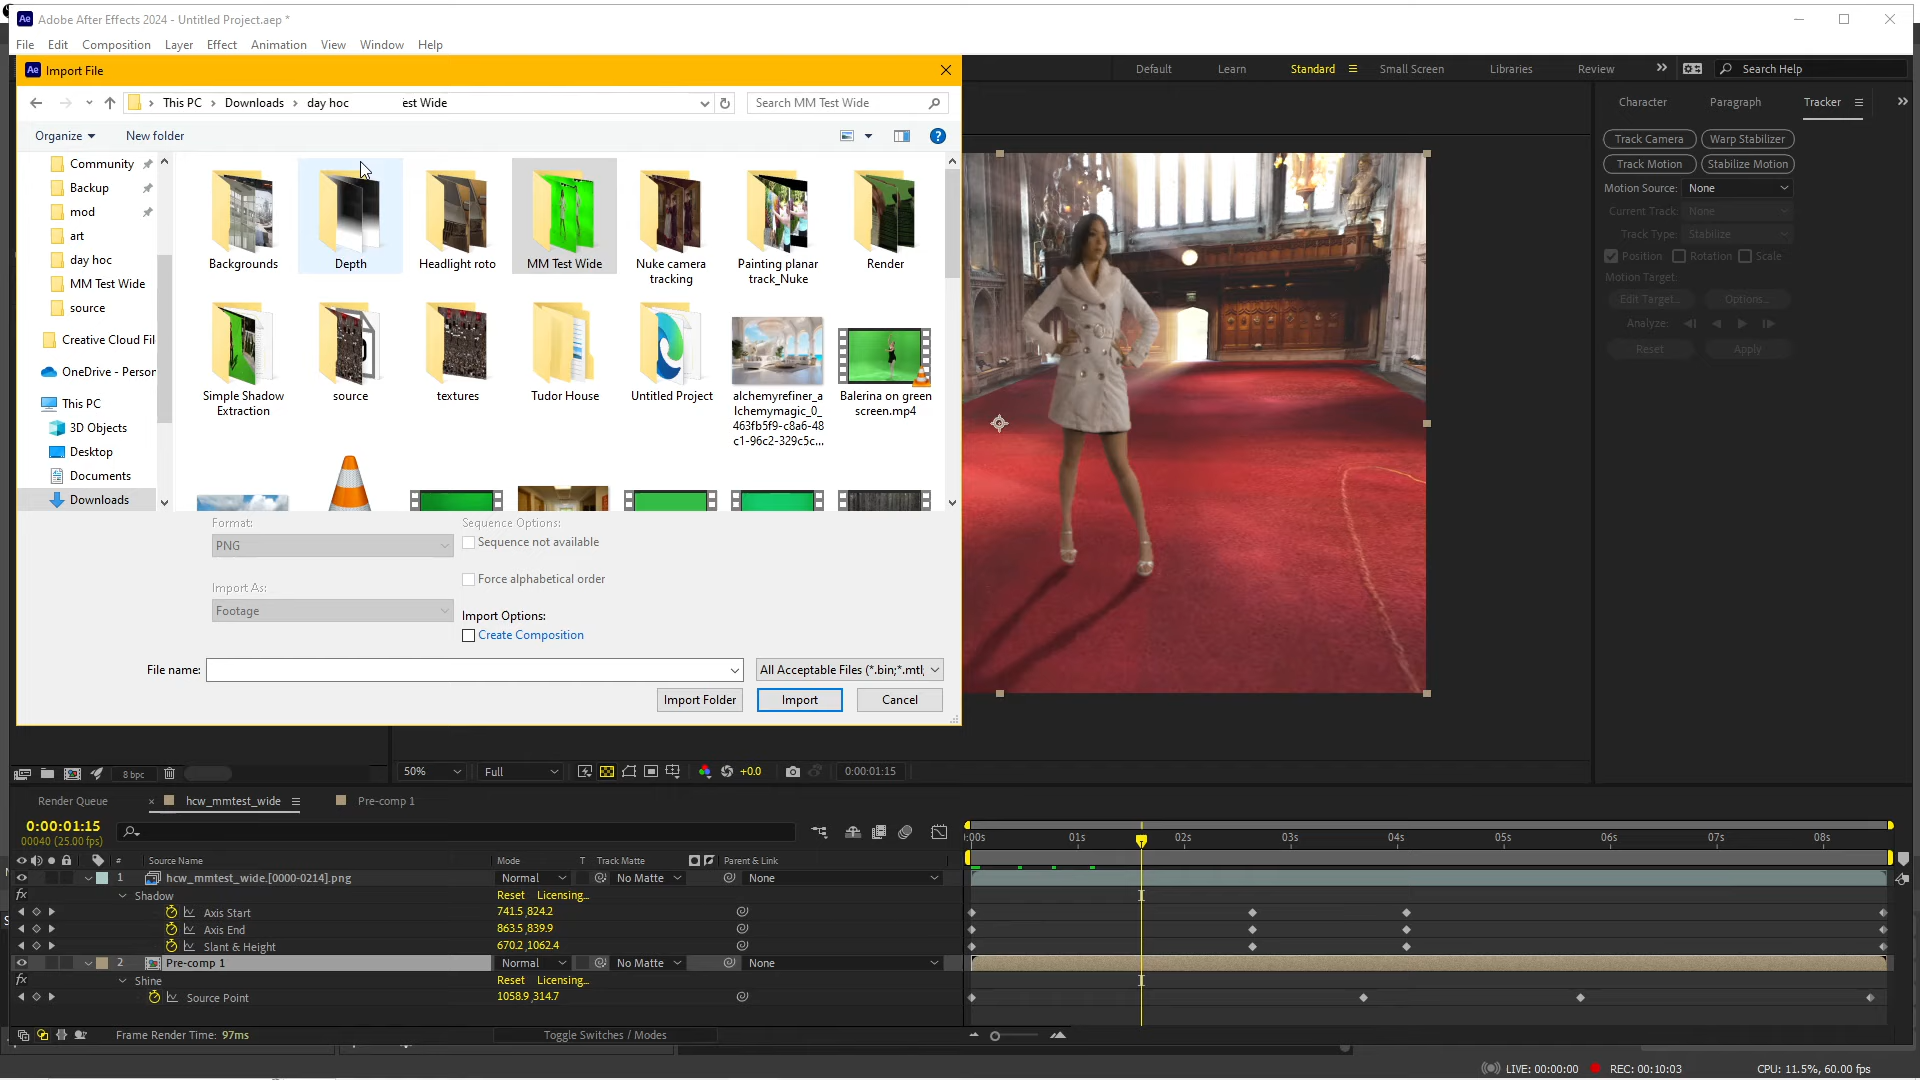 Adobe After Effects 2024 - Untitled Project.aep *
File Edit Composition Layer Effect Animation View Window Help
Import File
This PC Downloads day hoc est Wide
Search MM Test Wide
Organize New folder
Community
Backup
mod
art
day hoc
MM Test Wide
source
Creative Cloud Fil
OneDrive - Person
This PC
3D Objects
Desktop
Documents
Downloads
Backgrounds
Depth
Headlight roto
MM Test Wide
Nuke camera
tracking
Painting planar
track_Nuke
Render
Simple Shadow
Extraction
source
textures
Tudor House
Untitled Project
alchemyrefiner_a
lchemymagic_0_
463fb5f9-c8a6-48
c1-96c2-329c5c...
Balerina on green
screen.mp4
Format:
PNG
Import As:
Footage
Sequence Options:
Sequence not available
Force alphabetical order
Import Options:
Create Composition
File name:
All Acceptable Files (*.bin;*.mtl;
Import Folder Import Cancel
Default Learn Standard Small Screen Libraries Review Search Help
Character Paragraph Tracker
Track Camera Warp Stabilizer
Track Motion Stabilize Motion
Motion Source: None
Current Track: None
Track Type: Stabilize
Position Rotation Scale
Motion Target:
Edit Target... Options...
Analyze:
Reset Apply
8 bpc
50% Full +0.0 0:00:01:15
Render Queue hcw_mmtest_wide Pre-comp 1
0:00:01:15
00040 (25.00 fps)
:00s 01s 02s 03s 04s 05s 06s 07s 08s
# Source Name Mode T Track Matte Parent & Link
1 hcw_mmtest_wide.[0000-0214].png Normal No Matte None
fx Shadow Reset Licensing...
Axis Start 741.5,824.2
Axis End 863.5,839.9
Slant & Height 670.2,1062.4
2 Pre-comp 1 Normal No Matte None
fx Shine Reset Licensing...
Source Point 1058.9,314.7
Frame Render Time: 97ms
Toggle Switches / Modes
LIVE: 00:00:00 REC: 00:10:03 CPU: 11.5%, 60.00 fps